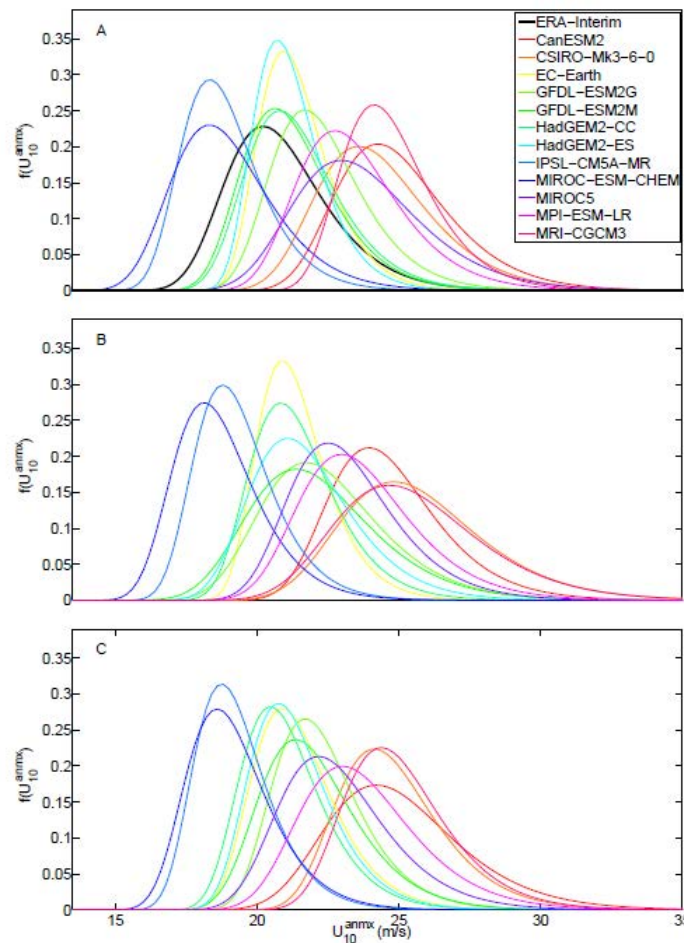 A
ERA−Interim
CanESM2
CSIRO−Mk3−6−0
EC−Earth
GFDL−ESM2G
GFDL−ESM2M
HadGEM2−CC
HadGEM2−ES
IPSL−CM5A−MR
MIROC−ESM−CHEM
MIROC5
MPI−ESM−LR
MRI−CGCM3
0.35
0.3
0.25
0.2
0.15
0.1
0.05
0
f(U10anmx)
B
0.35
0.3
0.25
0.2
0.15
0.1
0.05
0
f(U10anmx)
C
0.35
0.3
0.25
0.2
0.15
0.1
0.05
0
f(U10anmx)
15 20 25 30 35
U10anmx (m/s)